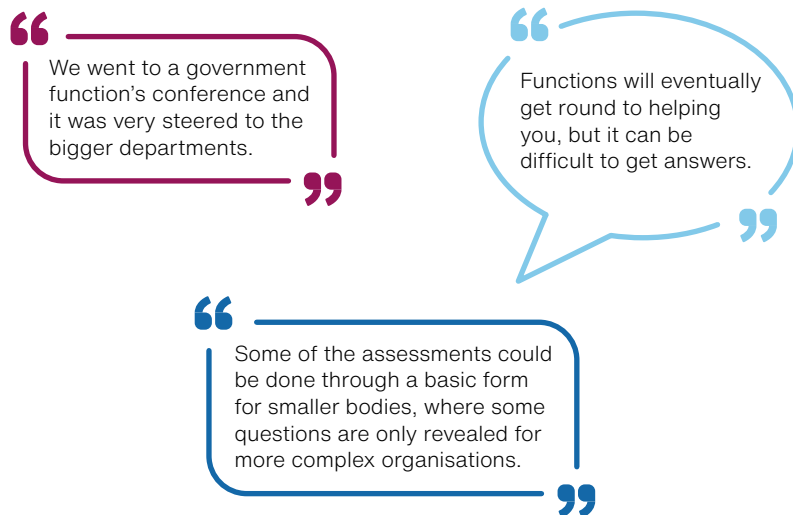 “
We went to a government
function’s conference and
it was very steered to the
bigger departments.
”
“
Functions will eventually
get round to helping
you, but it can be
difficult to get answers.
”
“
Some of the assessments could
be done through a basic form
for smaller bodies, where some
questions are only revealed for
more complex organisations.
”